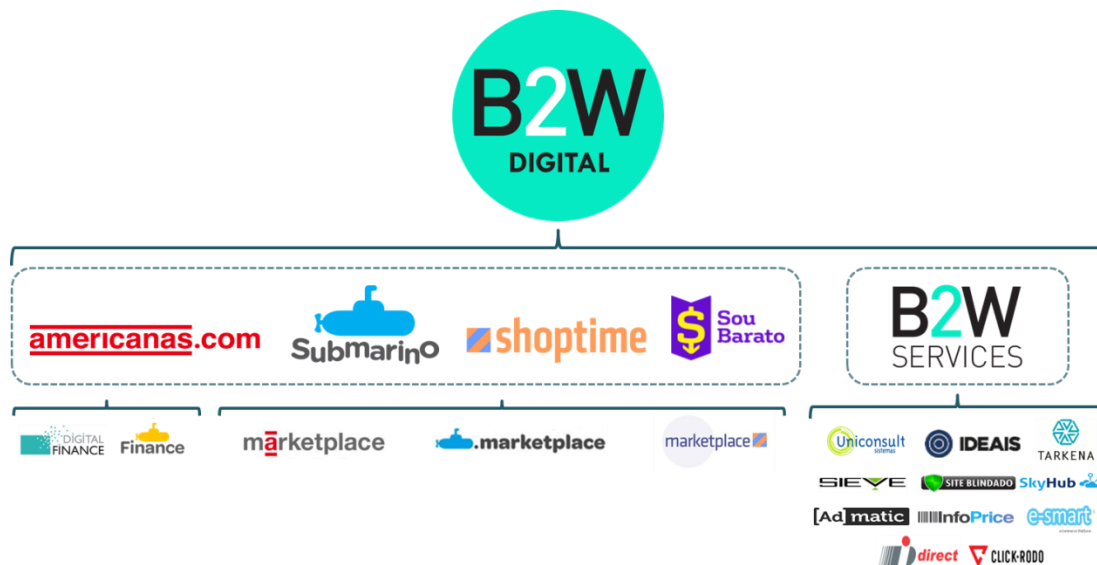 B2W
DIGITAL
americanas.com
Submarino
shoptime
$ Sou
Barato
B2W
SERVICES
DIGITAL
FINANCE
Finance
marketplace
.marketplace
marketplace
Uniconsult
sistemas
IDEAIS
TARKENA
SIEVE
SITE BLINDADO
SkyHub
[Ad]matic
InfoPrice
e-smart
direct
CLICK-RODO